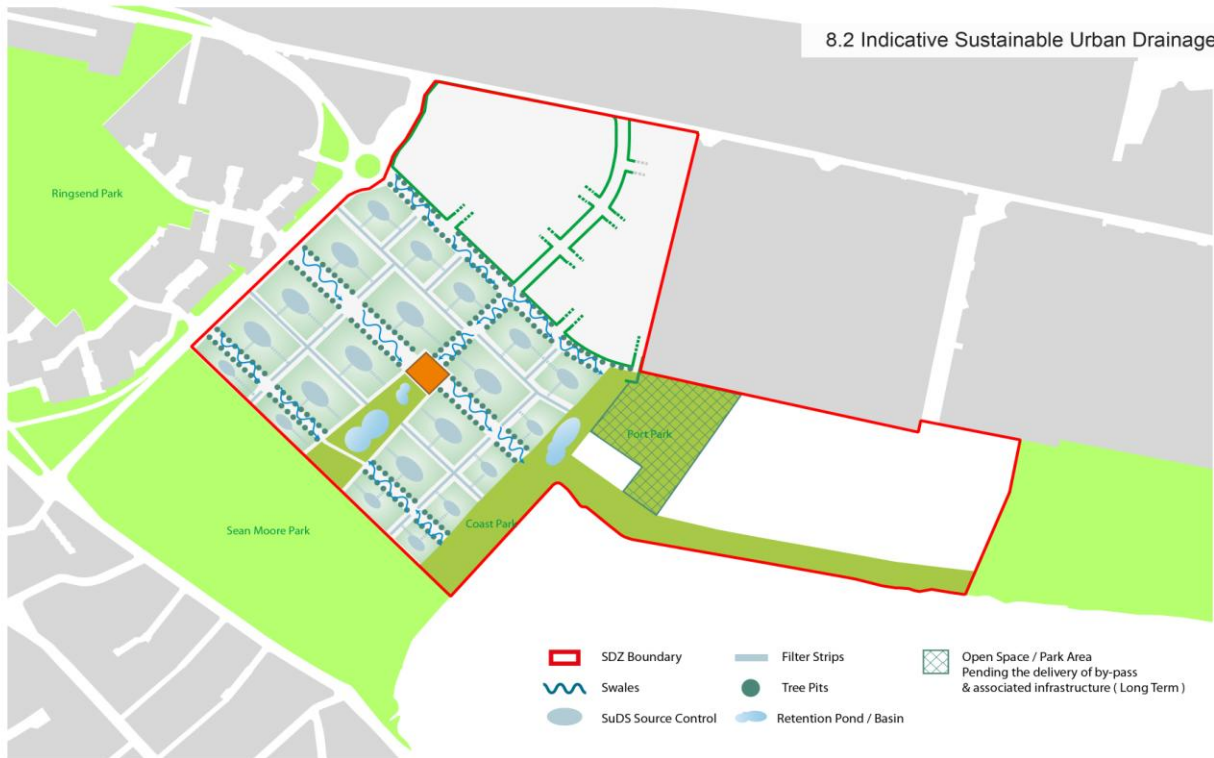 8.2 Indicative Sustainable Urban Drainage
Ringsend Park
Port Park
Coast Park
Sean Moore Park
SDZ Boundary
Swales
SuDS Source Control
Filter Strips
Tree Pits
Retention Pond / Basin
Open Space / Park Area
Pending the delivery of by-pass
& associated infrastructure ( Long Term )